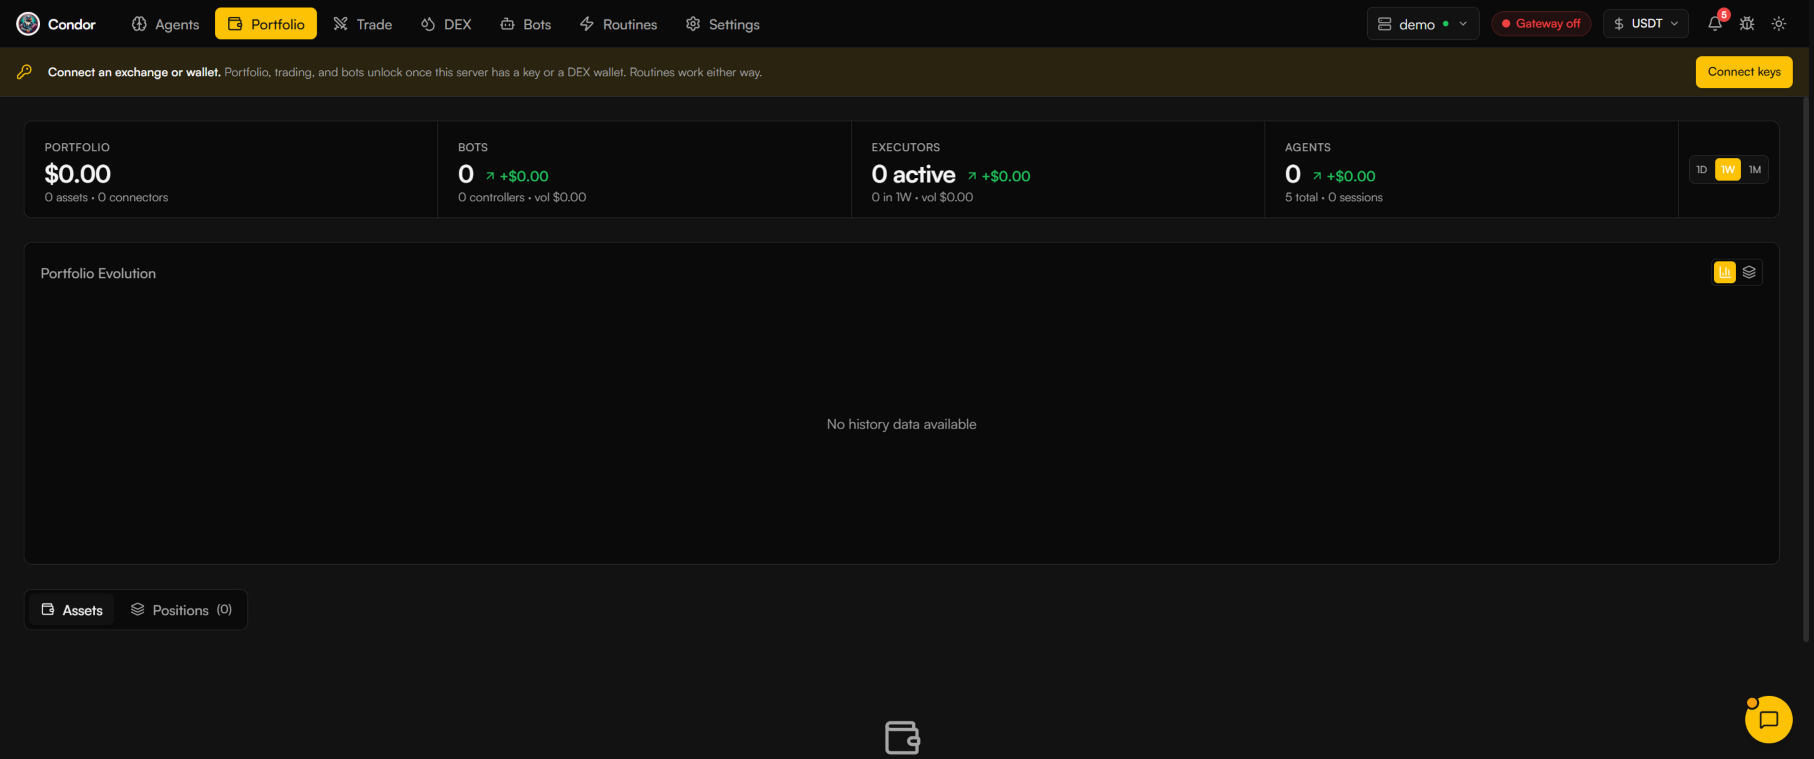 Condor
Agents
Portfolio
Trade
DEX
Bots
Routines
Settings
demo
Gateway off
$ USDT
5
Connect an exchange or wallet. Portfolio, trading, and bots unlock once this server has a key or a DEX wallet. Routines work either way.
Connect keys
PORTFOLIO
$0.00
0 assets • 0 connectors
BOTS
0 +$0.00
0 controllers • vol $0.00
EXECUTORS
0 active +$0.00
0 in 1W • vol $0.00
AGENTS
0 +$0.00
5 total • 0 sessions
1D 1W 1M
Portfolio Evolution
No history data available
Assets
Positions (0)